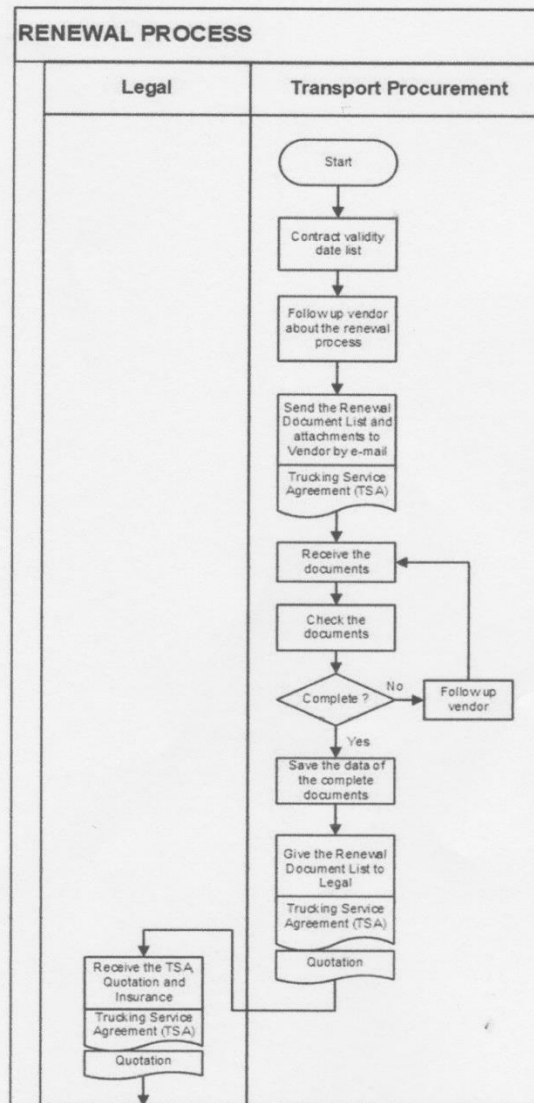 RENEWAL PROCESS
Legal
Transport Procurement
Start
Contract validity
date list
Follow up vendor
about the renewal
process
Send the Renewal
Document List and
attachments to
Vendor by e-mail
Trucking Service
Agreement (TSA)
Receive the
documents
Check the
documents
Complete ?
No
Follow up
vendor
Yes
Save the data of
the complete
documents
Give the Renewal
Document List to
Legal
Trucking Service
Agreement (TSA)
Quotation
Receive the TSA
Quotation and
Insurance
Trucking Service
Agreement (TSA)
Quotation